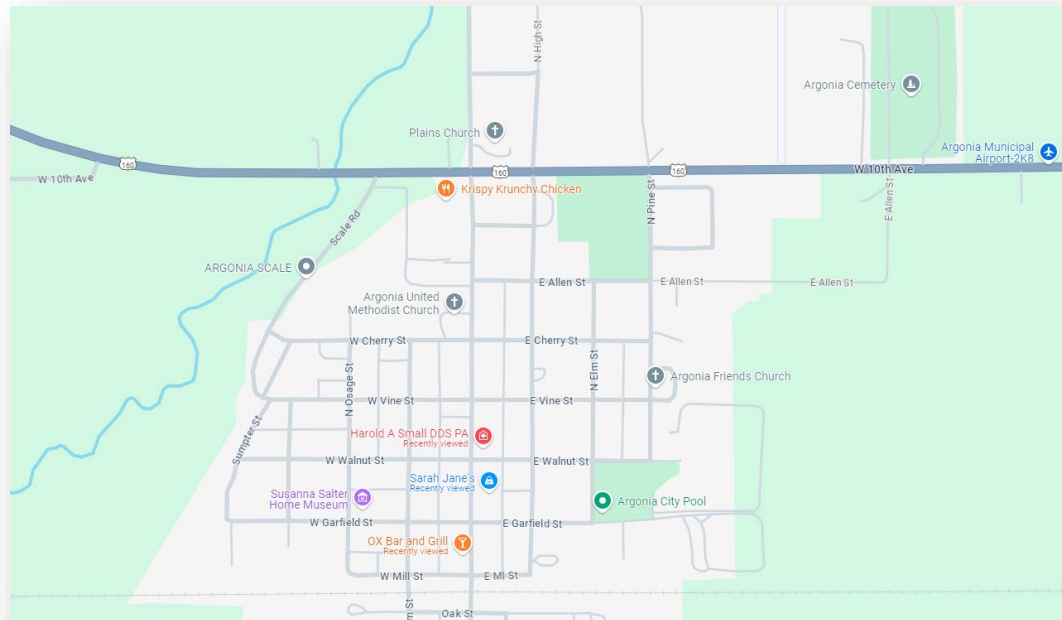 N High St
Argonia Cemetery
Plains Church
Argonia Municipal
Airport-2K8
160
160
160
W 10th Ave
W 10th Ave
Krispy Krunchy Chicken
N Pine St
E Allen St
Scale Rd
ARGONIA SCALE
E Allen St
E Allen St
E Allen St
Argonia United
Methodist Church
W Cherry St
E Cherry St
N Elm St
Argonia Friends Church
N Osage St
W Vine St
E Vine St
Sumpter St
Harold A Small DDS PA
Recently viewed
W Walnut St
E Walnut St
Sarah Jane's
Recently viewed
Susanna Salter
Home Museum
Argonia City Pool
W Garfield St
E Garfield St
OX Bar and Grill
Recently viewed
W Mill St
E Ml St
m St
Oak St